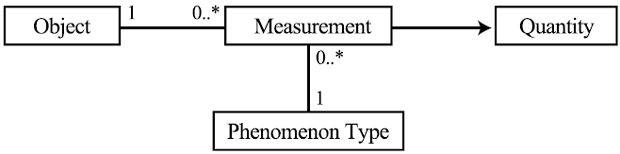 Object
1
0..*
Measurement
Quantity
0..*
1
Phenomenon Type